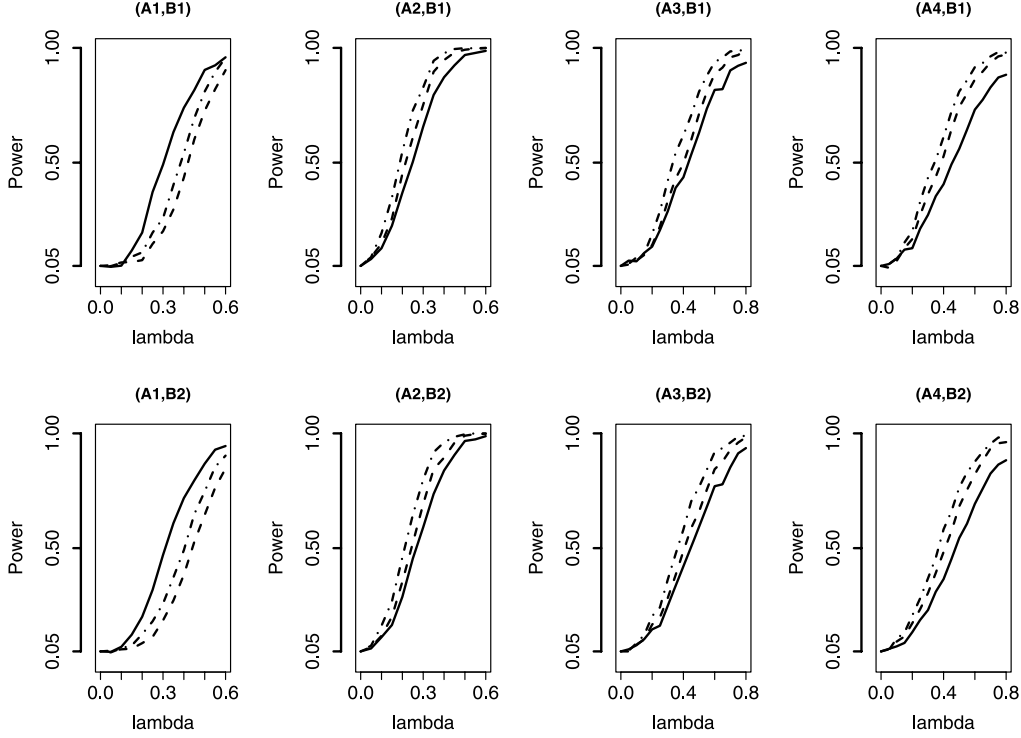 (A1,B1)
(A2,B1)
(A3,B1)
(A4,B1)
Power
1.00
0.50
0.05
0.0 0.3 0.6
lambda
Power
1.00
0.50
0.05
0.0 0.3 0.6
lambda
Power
1.00
0.50
0.05
0.0 0.4 0.8
lambda
Power
1.00
0.50
0.05
0.0 0.4 0.8
lambda
(A1,B2)
(A2,B2)
(A3,B2)
(A4,B2)
Power
1.00
0.50
0.05
0.0 0.3 0.6
lambda
Power
1.00
0.50
0.05
0.0 0.3 0.6
lambda
Power
1.00
0.50
0.05
0.0 0.4 0.8
lambda
Power
1.00
0.50
0.05
0.0 0.4 0.8
lambda